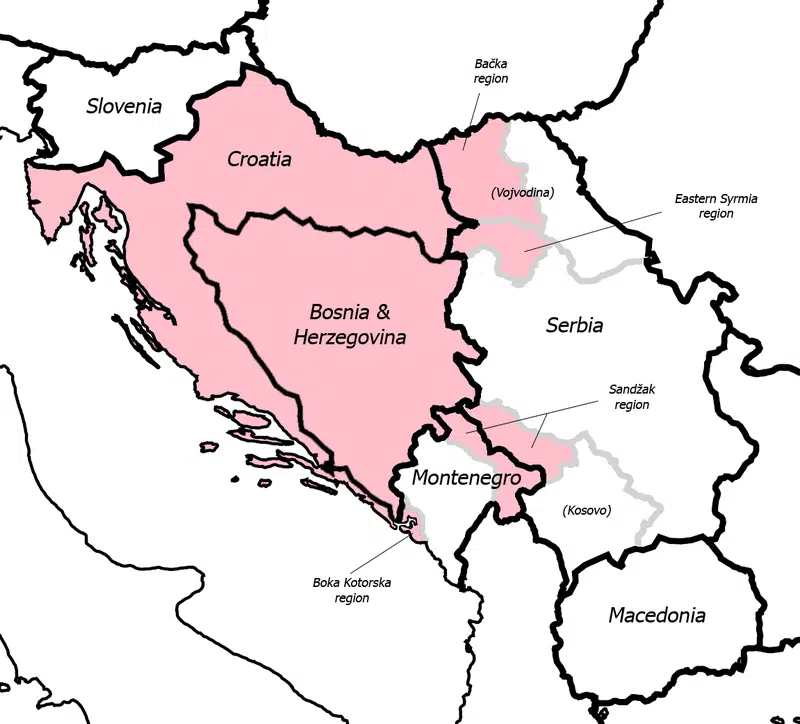 Bačka
region
Slovenia
Croatia
(Vojvodina)
Eastern Syrmia
region
Bosnia &
Herzegovina
Serbia
Sandžak
region
Montenegro
(Kosovo)
Boka Kotorska
region
Macedonia